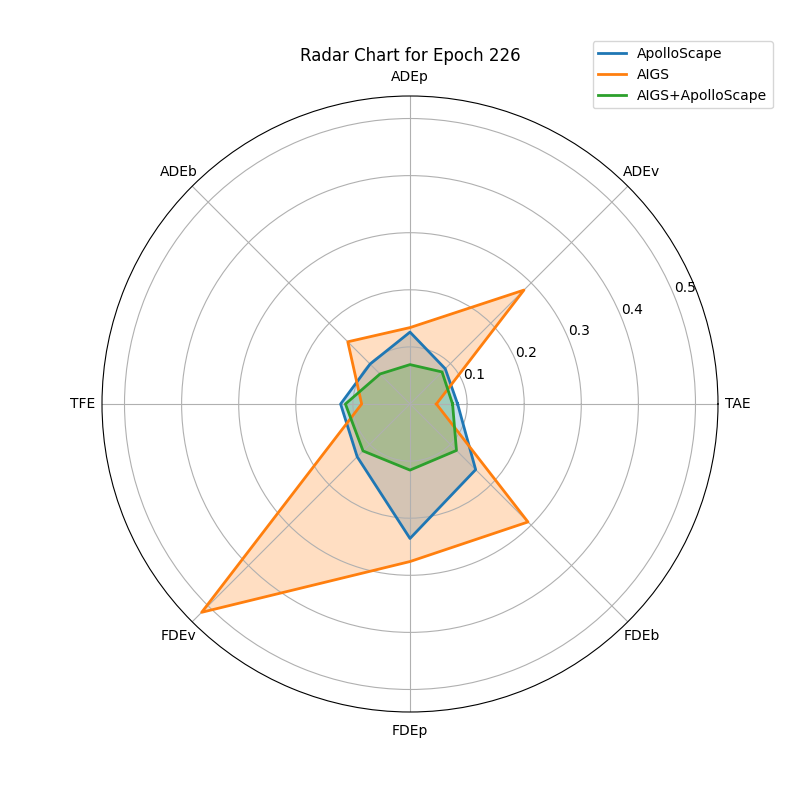 Radar Chart for Epoch 226
ApolloScape
AIGS
AIGS+ApolloScape
ADEp
ADEb
ADEv
0.5
0.4
0.3
0.2
0.1
TFE
TAE
FDEv
FDEb
FDEp